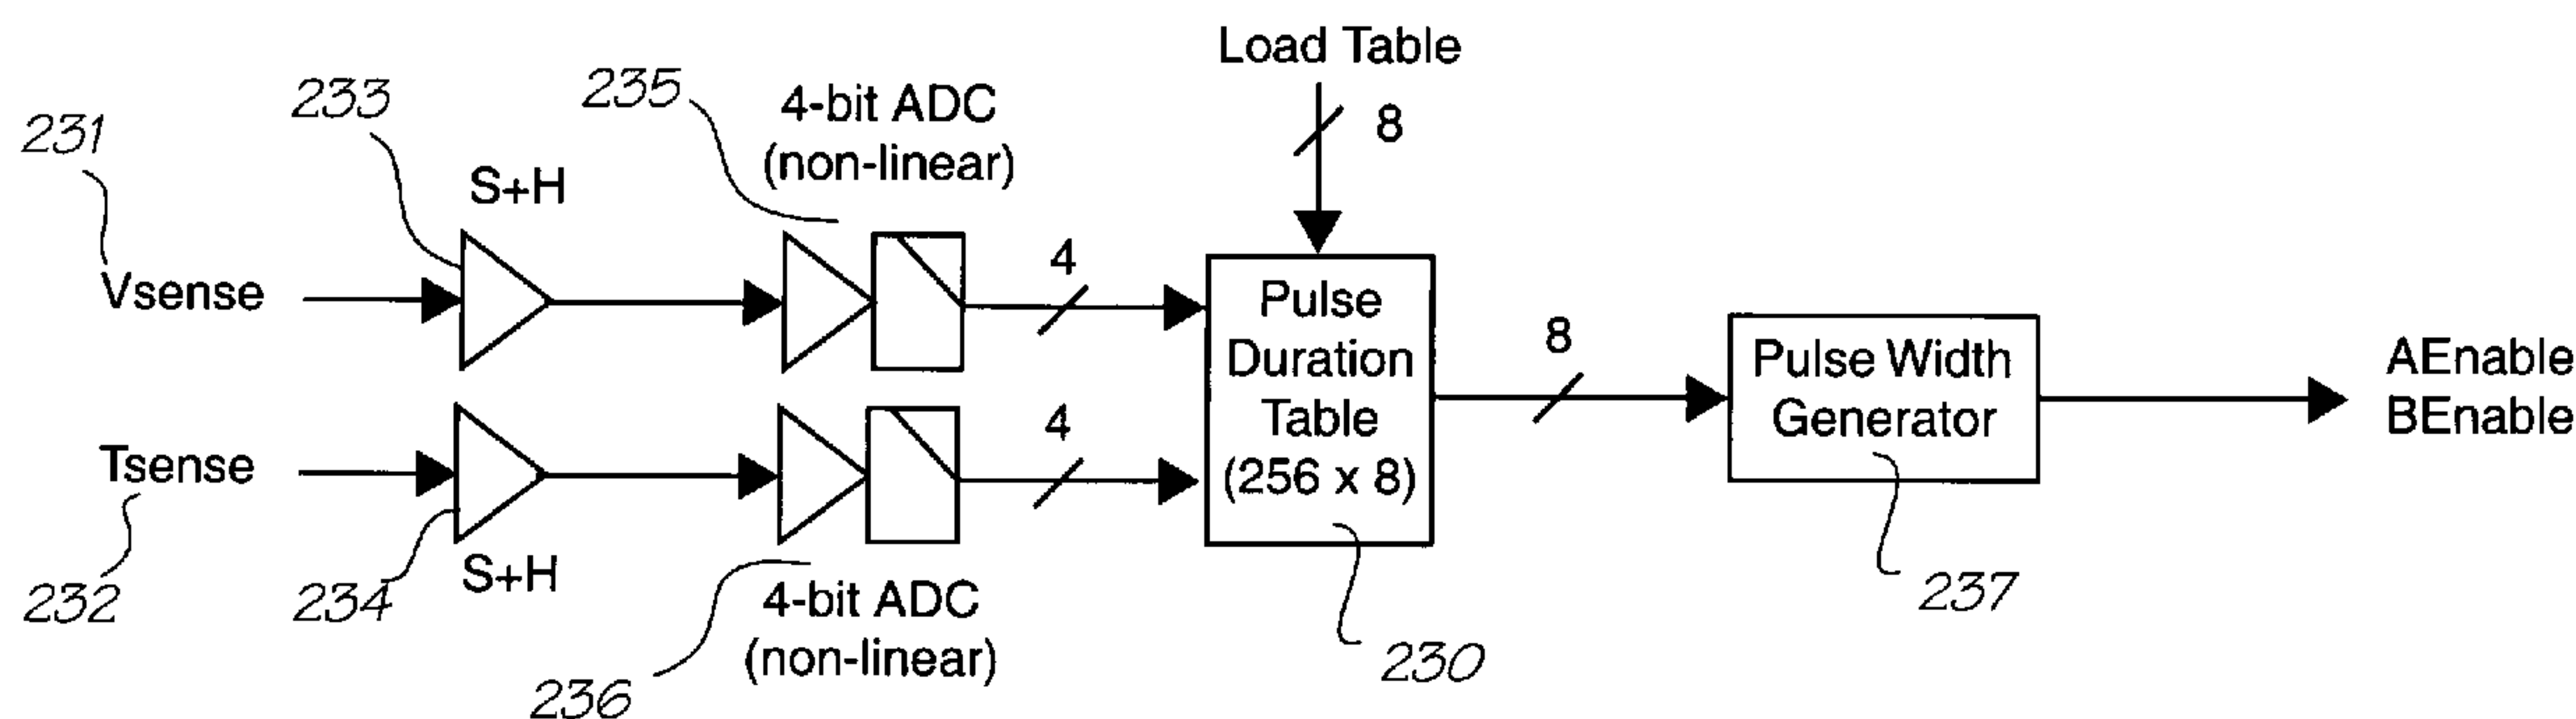 Load Table
8
231
233
235
4-bit ADC
(non-linear)
S+H
Vsense
4
Pulse
Duration
Table
(256 x 8)
8
Pulse Width
Generator
AEnable
BEnable
Tsense
4
232
234
S+H
4-bit ADC
(non-linear)
236
230
237